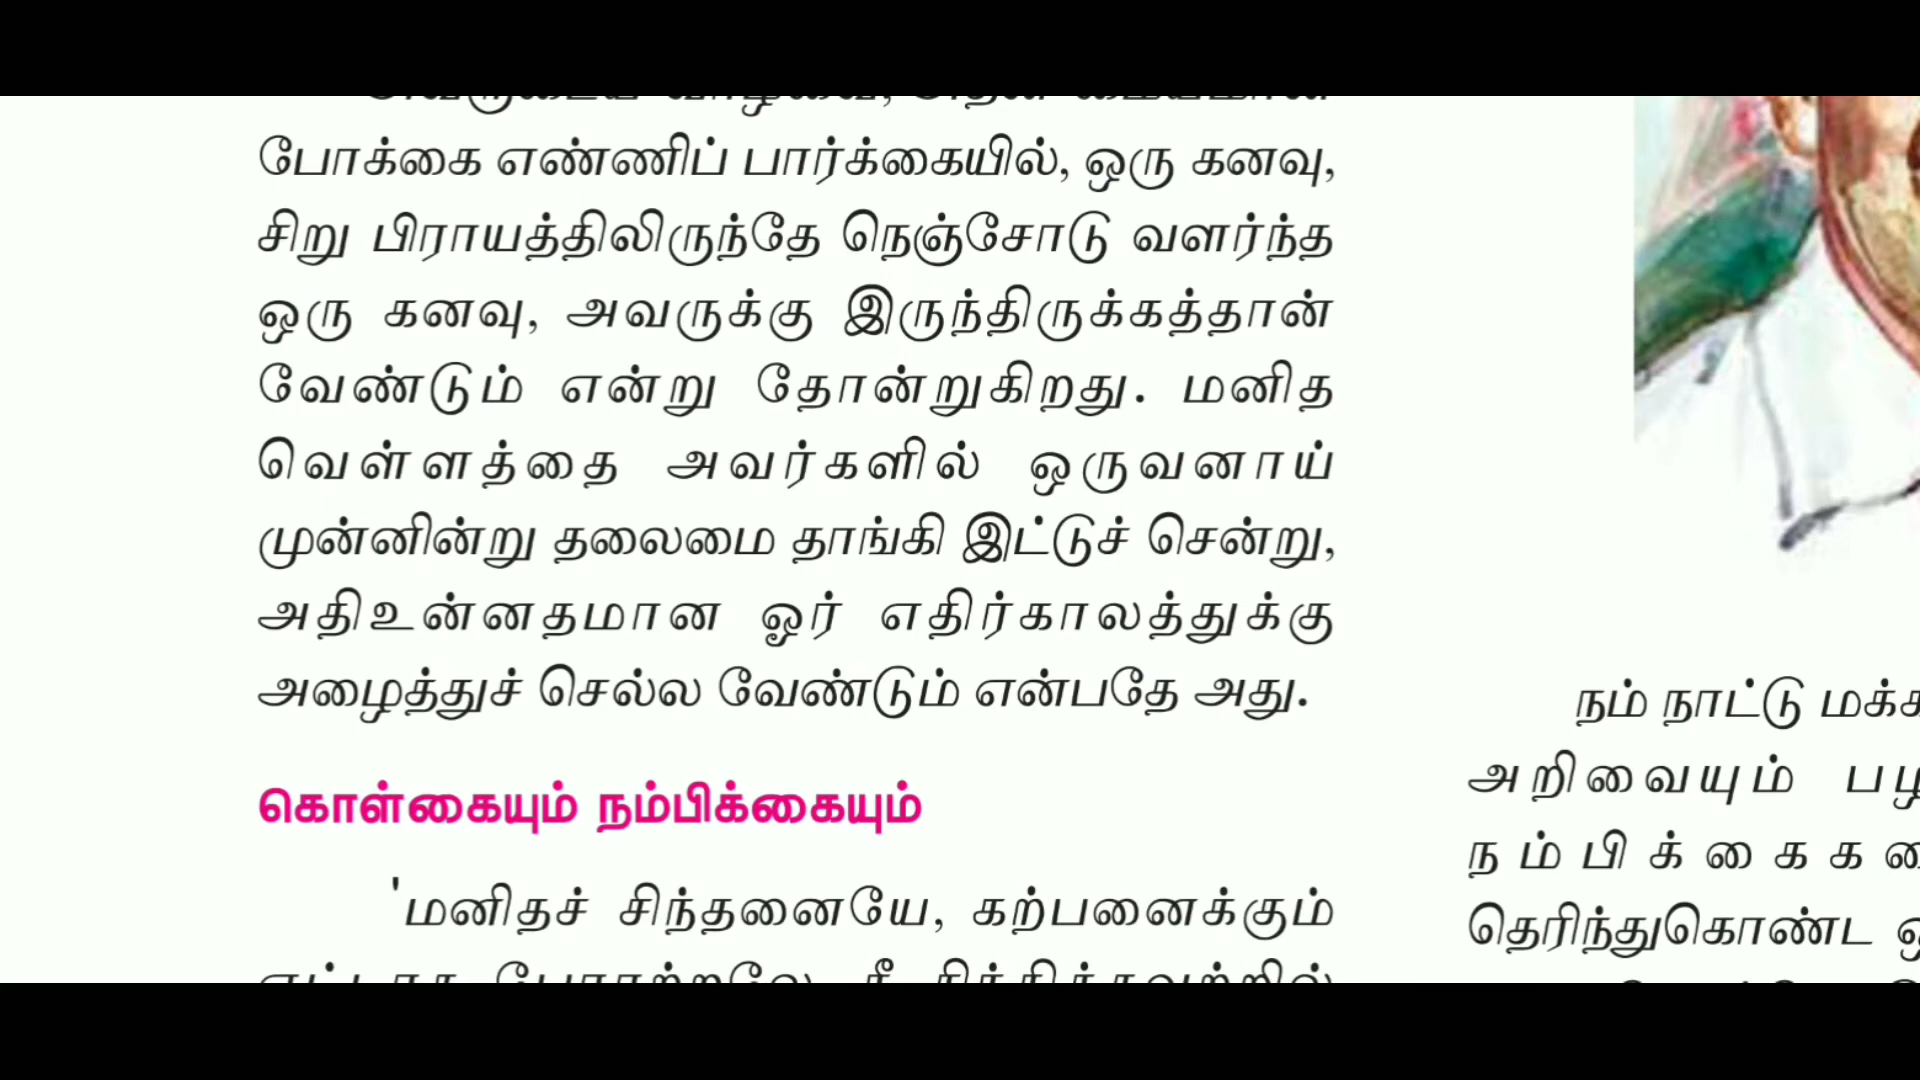 போக்கை எண்ணிப் பார்க்கையில், ஒரு கனவு,
சிறு பிராயத்திலிருந்தே நெஞ்சோடு வளர்ந்த
ஒரு கனவு, அவருக்கு இருந்திருக்கத்தான்
வேண்டும் என்று தோன்றுகிறது. மனித
வெள்ளத்தை அவர்களில் ஒருவனாய்
முன்னின்று தலைமை தாங்கி இட்டுச் சென்று,
அதிஉன்னதமான ஓர் எதிர்காலத்துக்கு
அழைத்துச் செல்ல வேண்டும் என்பதே அது.
கொள்கையும் நம்பிக்கையும்
'மனிதச் சிந்தனையே, கற்பனைக்கும்
நம் நாட்டு
அறிவையும்
தெரிந்துகொண்ட